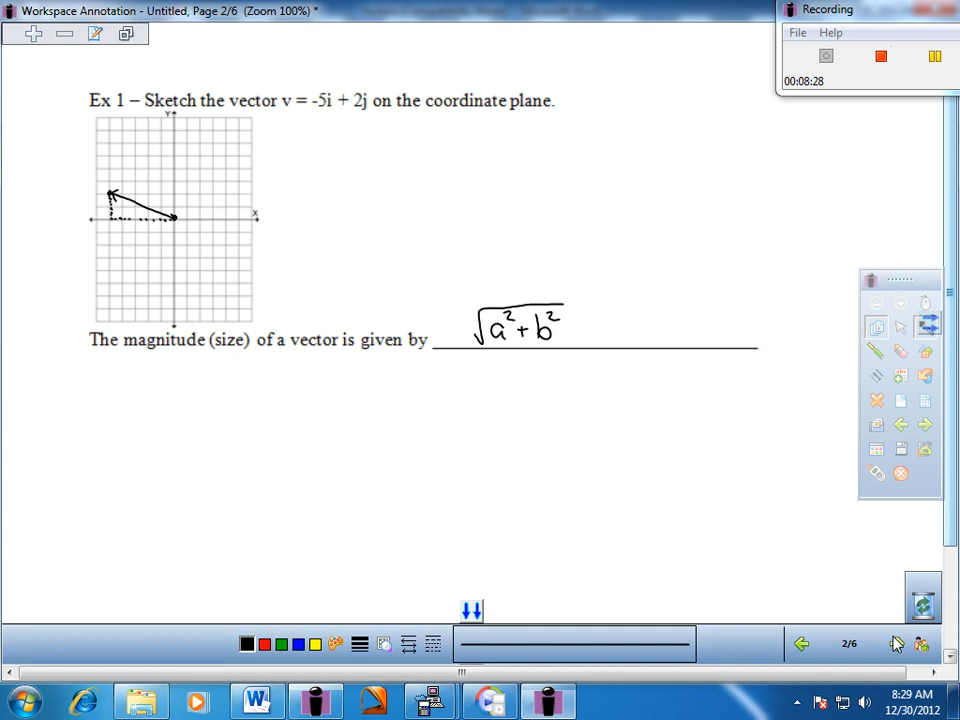 Workspace Annotation - Untitled, Page 2/6 (Zoom 100%) *
Recording
File Help
00:08:28
Ex 1 – Sketch the vector v = -5i + 2j on the coordinate plane.
Y
X
The magnitude (size) of a vector is given by √a²+b²
2/6
8:29 AM
12/30/2012